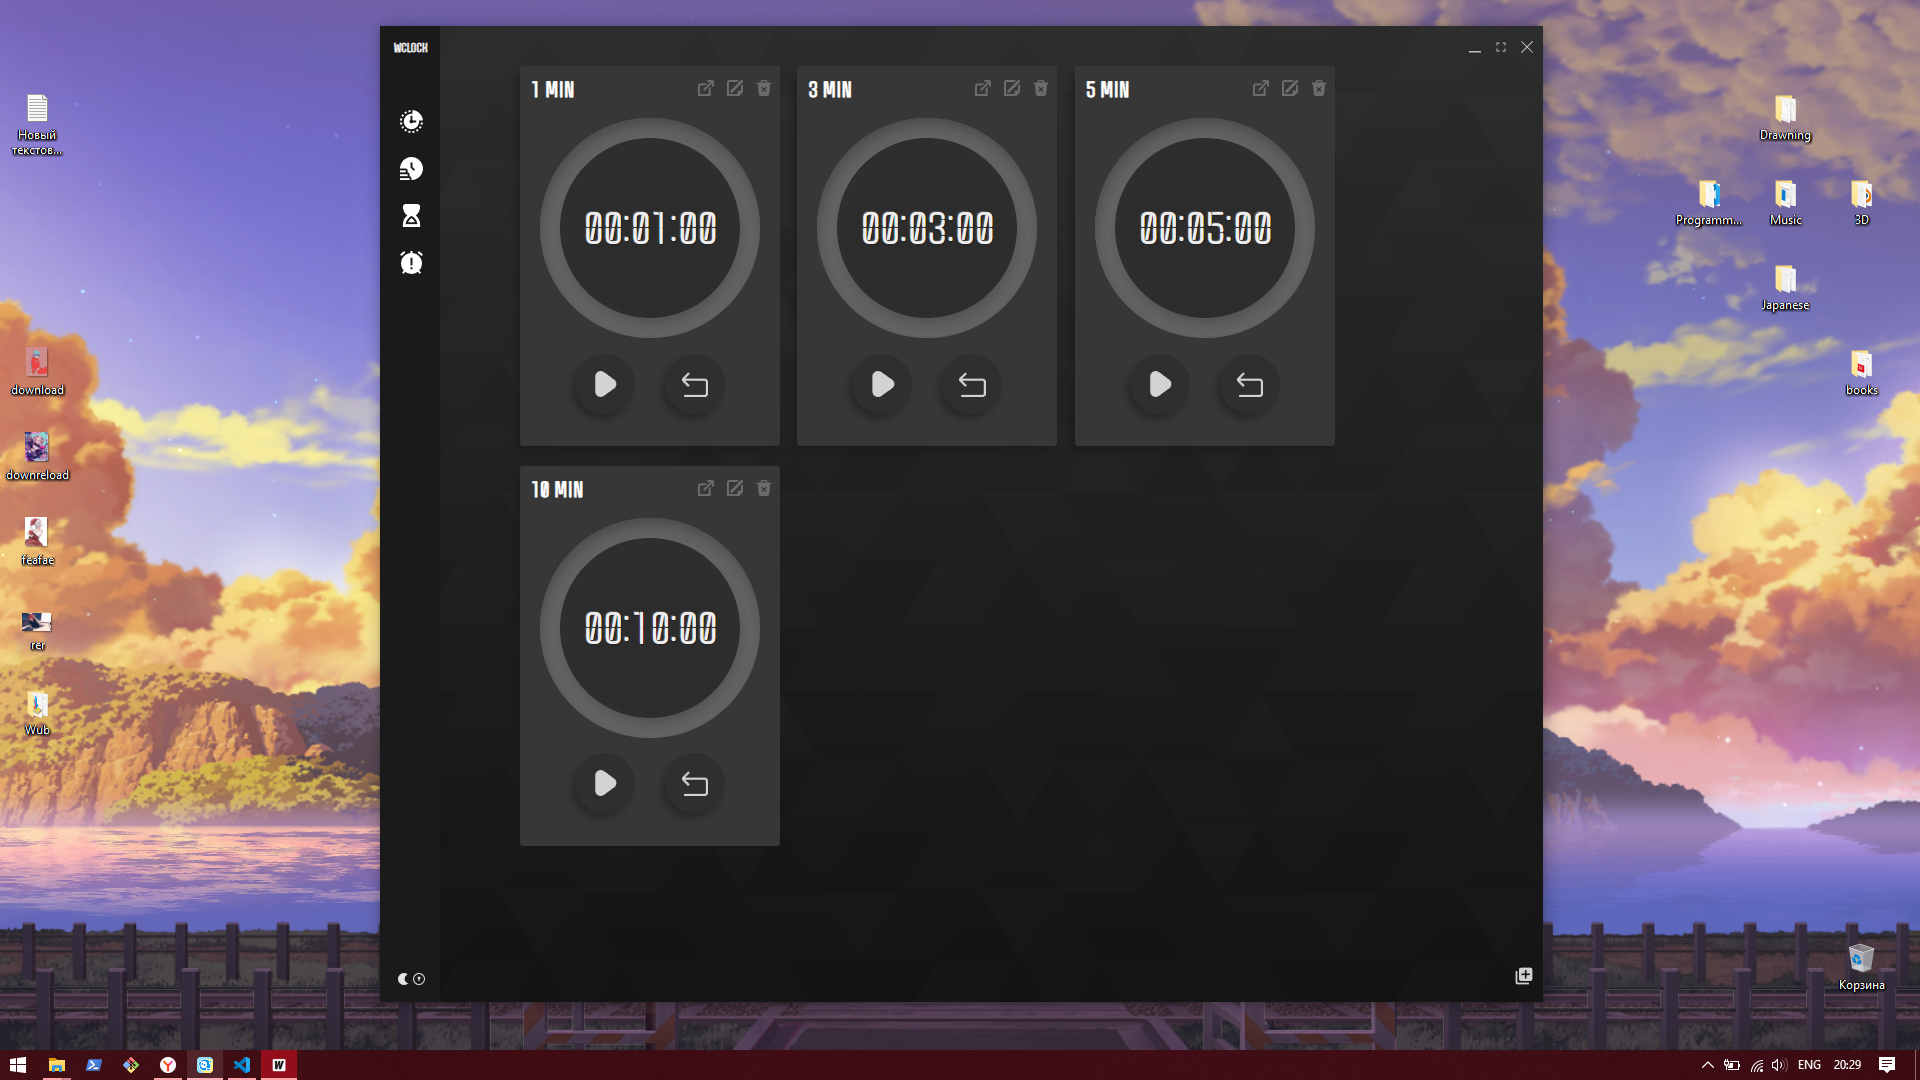 WCLOCK
1 MIN
00:01:00
3 MIN
00:03:00
5 MIN
00:05:00
10 MIN
00:10:00
Новый
текстов...
download
downreload
feafae
rer
Wub
Drawning
Programm...
Music
3D
Japanese
books
Корзина
W
ENG
20:29